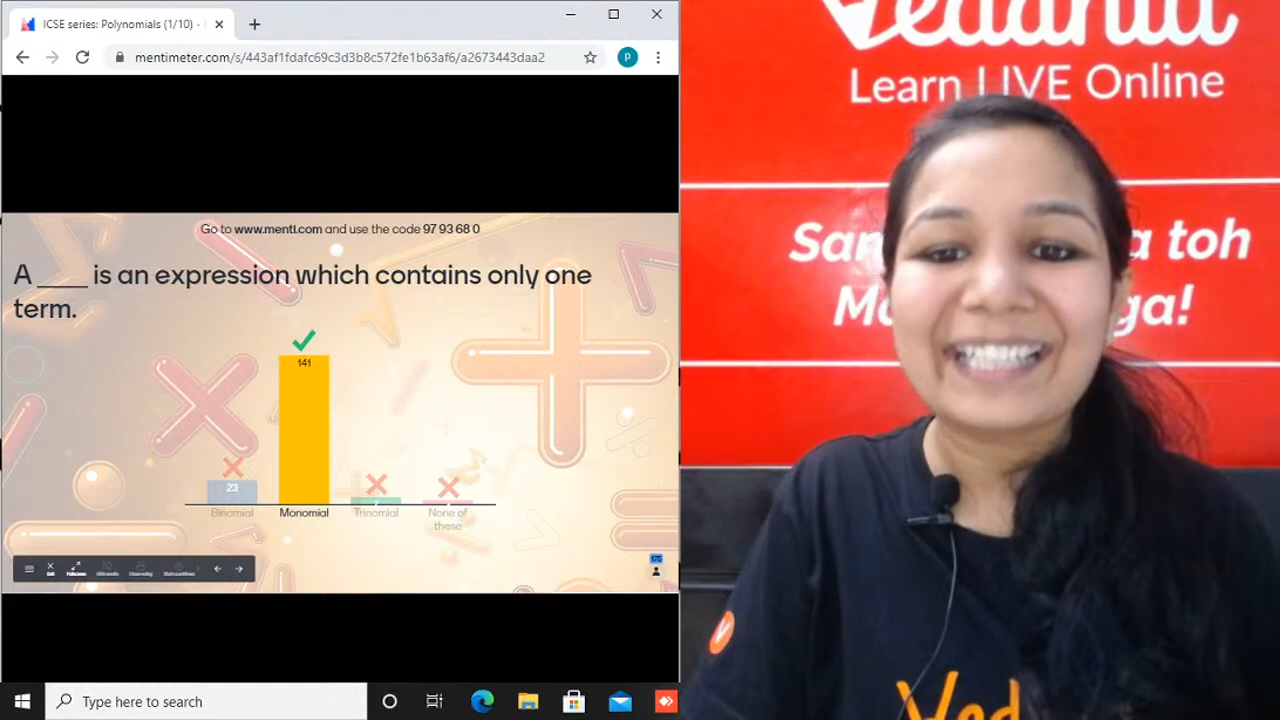 ICSE series: Polynomials (1/10) -
mentimeter.com/s/443af1fdafc69c3d3b8c572fe1b63af6/a2673443daa2
P
Go to www.menti.com and use the code 97 93 68 0
A ____ is an expression which contains only one
term.
141
23
Binomial
Monomial
Trinomial
None of
these
175
Type here to search
Learn LIVE Online
toh